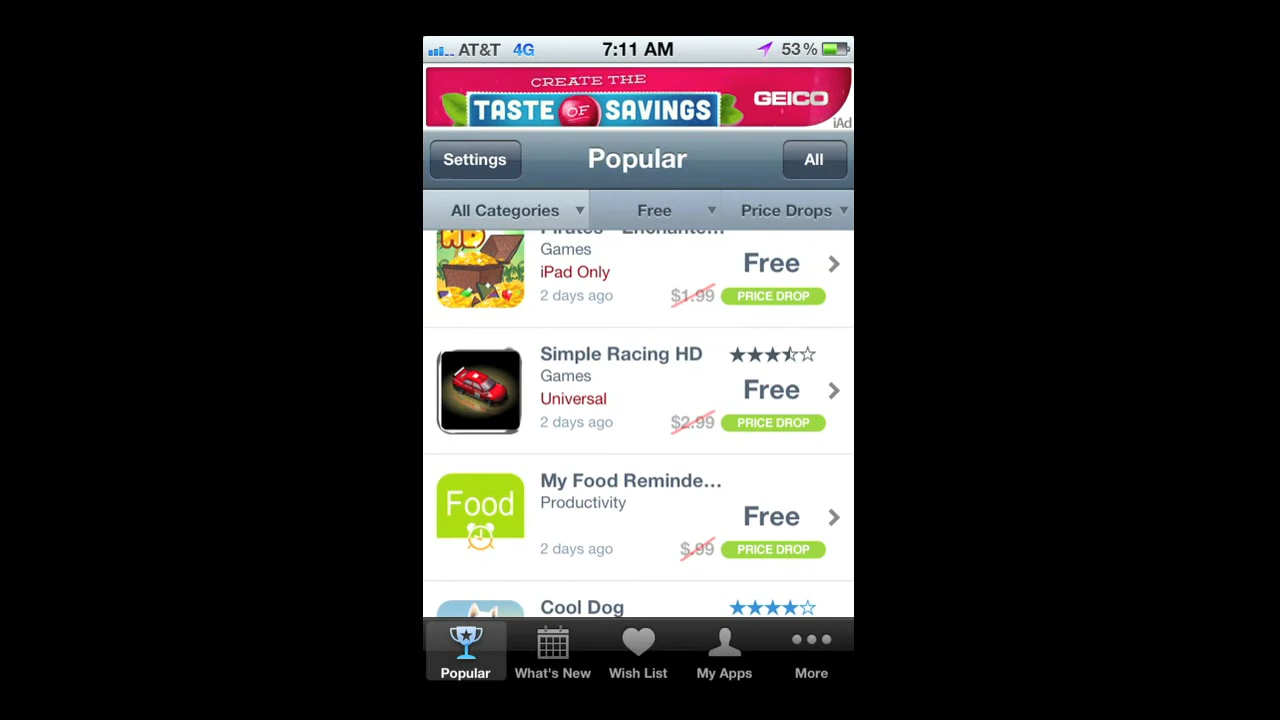 AT&T 4G 7:11 AM 53%
CREATE THE
TASTE OF SAVINGS GEICO
iAd
Settings Popular All
All Categories Free Price Drops
HD Pirates - Enchante...
Games Free
iPad Only
2 days ago $1.99 PRICE DROP
Simple Racing HD
Games Free
Universal
2 days ago $2.99 PRICE DROP
Food My Food Reminde...
Productivity
Free
2 days ago $.99 PRICE DROP
Cool Dog
Popular What's New Wish List My Apps More